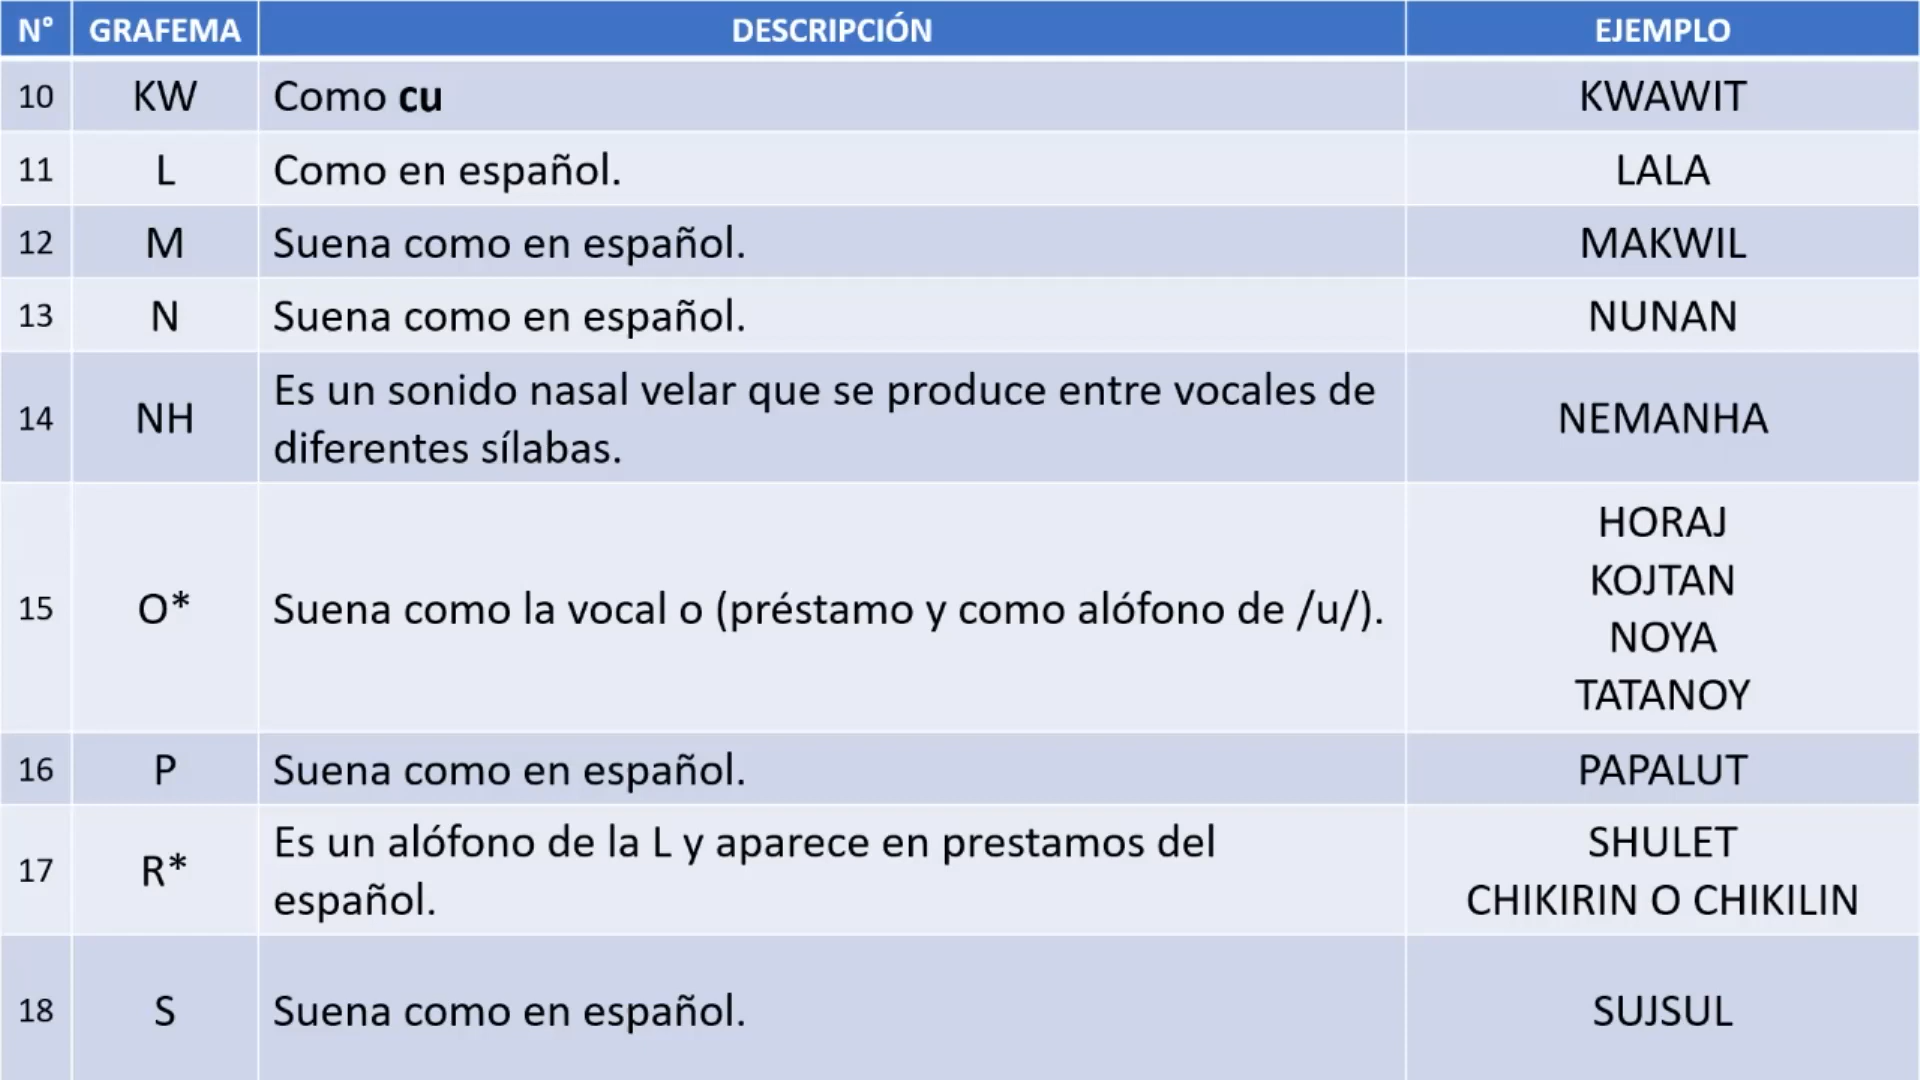 N° GRAFEMA DESCRIPCIÓN EJEMPLO
10 KW Como cu KWAWIT
11 L Como en español. LALA
12 M Suena como en español. MAKWIL
13 N Suena como en español. NUNAN
14 NH Es un sonido nasal velar que se produce entre vocales de
diferentes sílabas. NEMANHA
15 O* Suena como la vocal o (préstamo y como alófono de /u/). HORAJ
KOJTAN
NOYA
TATANOY
16 P Suena como en español. PAPALUT
17 R* Es un alófono de la L y aparece en prestamos del
español. SHULET
CHIKIRIN O CHIKILIN
18 S Suena como en español. SUJSUL